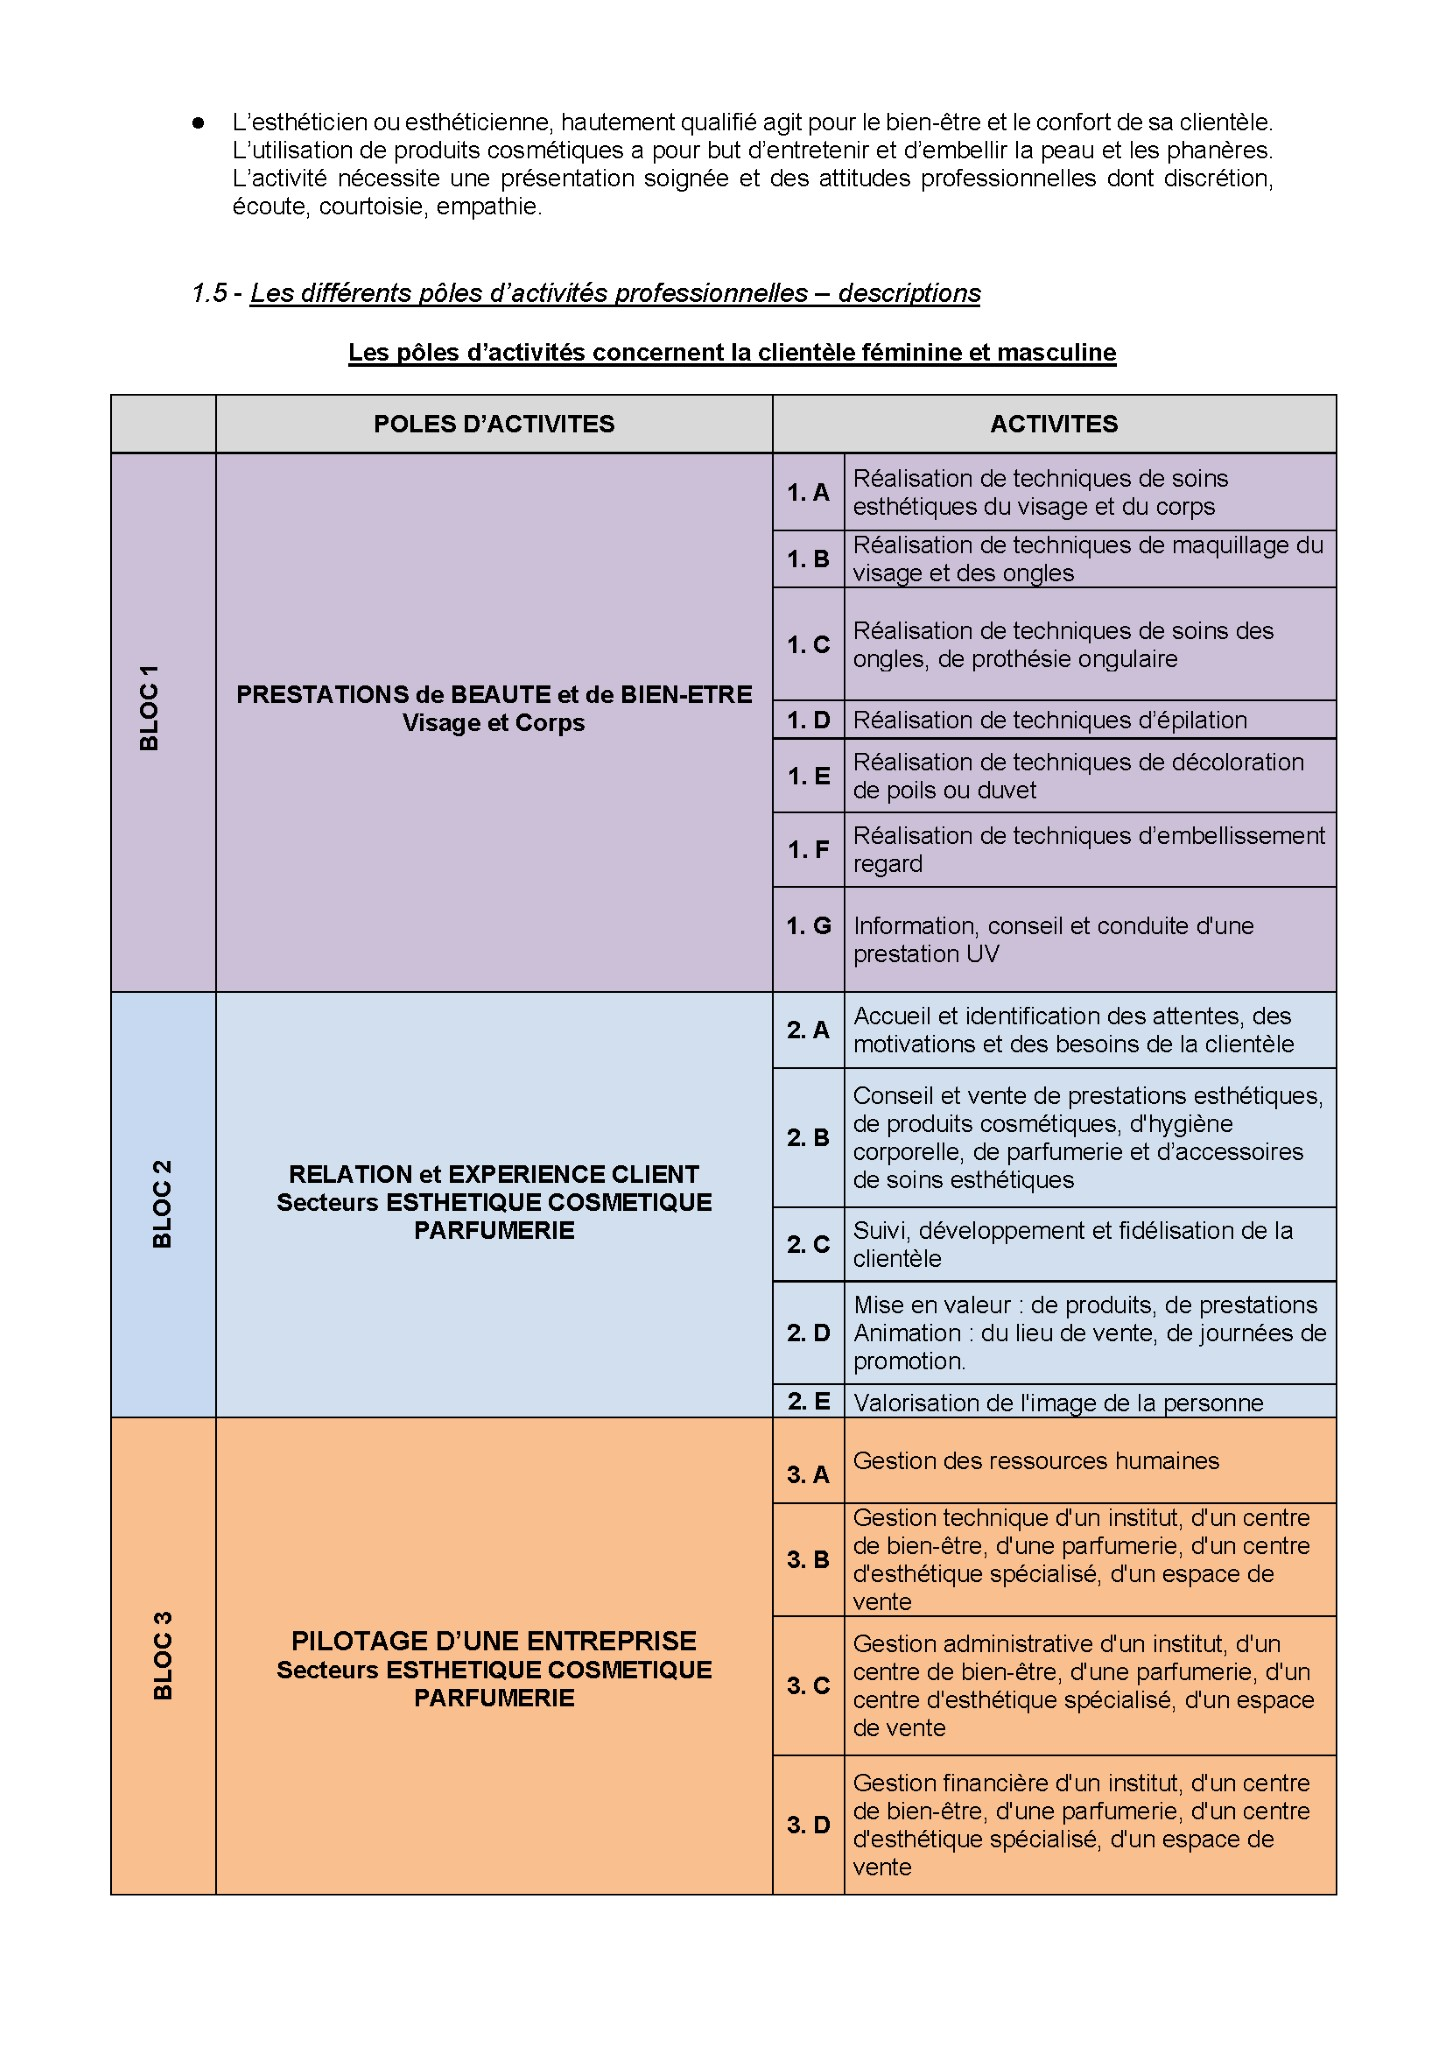 ● L’esthéticien ou esthéticienne, hautement qualifié agit pour le bien-être et le confort de sa clientèle.
L’utilisation de produits cosmétiques a pour but d’entretenir et d’embellir la peau et les phanères.
L’activité nécessite une présentation soignée et des attitudes professionnelles dont discrétion,
écoute, courtoisie, empathie.
1.5 - Les différents pôles d’activités professionnelles – descriptions
Les pôles d’activités concernent la clientèle féminine et masculine
POLES D’ACTIVITES
ACTIVITES
BLOC 1
PRESTATIONS de BEAUTE et de BIEN-ETRE
Visage et Corps
1. A
Réalisation de techniques de soins
esthétiques du visage et du corps
1. B
Réalisation de techniques de maquillage du
visage et des ongles
1. C
Réalisation de techniques de soins des
ongles, de prothésie ongulaire
1. D
Réalisation de techniques d’épilation
1. E
Réalisation de techniques de décoloration
de poils ou duvet
1. F
Réalisation de techniques d’embellissement
regard
1. G
Information, conseil et conduite d'une
prestation UV
BLOC 2
RELATION et EXPERIENCE CLIENT
Secteurs ESTHETIQUE COSMETIQUE
PARFUMERIE
2. A
Accueil et identification des attentes, des
motivations et des besoins de la clientèle
2. B
Conseil et vente de prestations esthétiques,
de produits cosmétiques, d'hygiène
corporelle, de parfumerie et d’accessoires
de soins esthétiques
2. C
Suivi, développement et fidélisation de la
clientèle
2. D
Mise en valeur : de produits, de prestations
Animation : du lieu de vente, de journées de
promotion.
2. E
Valorisation de l'image de la personne
BLOC 3
PILOTAGE D’UNE ENTREPRISE
Secteurs ESTHETIQUE COSMETIQUE
PARFUMERIE
3. A
Gestion des ressources humaines
3. B
Gestion technique d'un institut, d'un centre
de bien-être, d'une parfumerie, d'un centre
d'esthétique spécialisé, d'un espace de
vente
3. C
Gestion administrative d'un institut, d'un
centre de bien-être, d'une parfumerie, d'un
centre d'esthétique spécialisé, d'un espace
de vente
3. D
Gestion financière d'un institut, d'un centre
de bien-être, d'une parfumerie, d'un centre
d'esthétique spécialisé, d'un espace de
vente